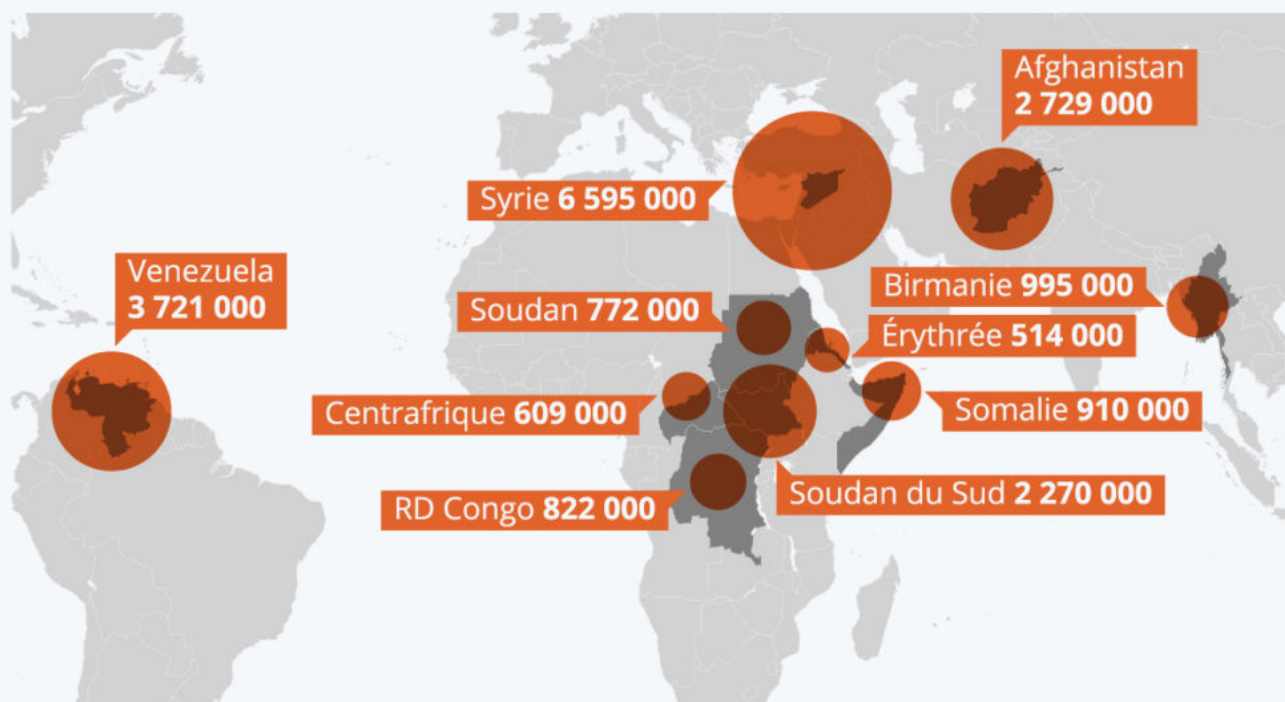 Afghanistan
2 729 000
Syrie 6 595 000
Venezuela
3 721 000
Birmanie 995 000
Soudan 772 000
Érythrée 514 000
Centrafrique 609 000
Somalie 910 000
RD Congo 822 000
Soudan du Sud 2 270 000